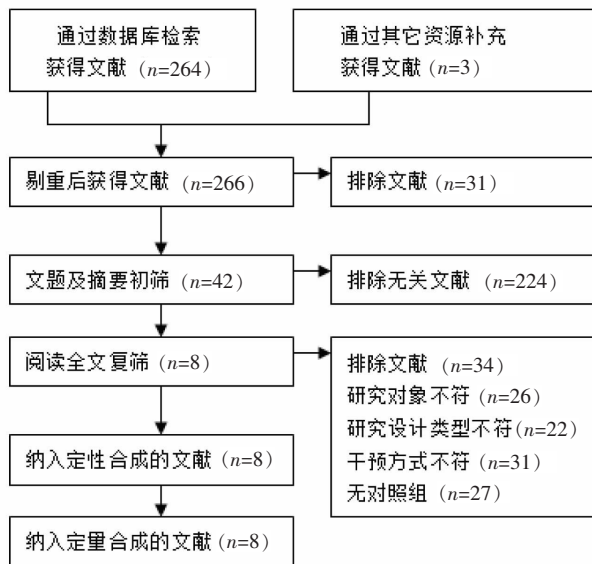 通过数据库检索
获得文献 (n=264)
通过其它资源补充
获得文献 (n=3)
剔重后获得文献 (n=266)
排除文献 (n=31)
文题及摘要初筛 (n=42)
排除无关文献 (n=224)
阅读全文复筛 (n=8)
排除文献 (n=34)
研究对象不符 (n=26)
研究设计类型不符(n=22)
干预方式不符 (n=31)
无对照组 (n=27)
纳入定性合成的文献 (n=8)
纳入定量合成的文献 (n=8)